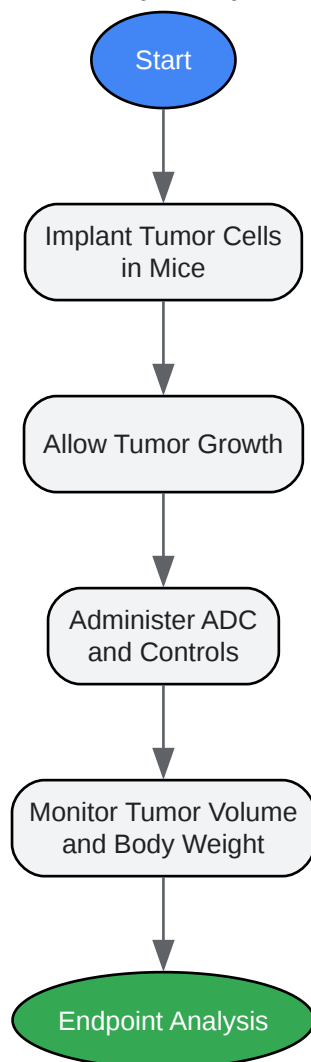 Start
Implant Tumor Cells
in Mice
Allow Tumor Growth
Administer ADC
and Controls
Monitor Tumor Volume
and Body Weight
Endpoint Analysis